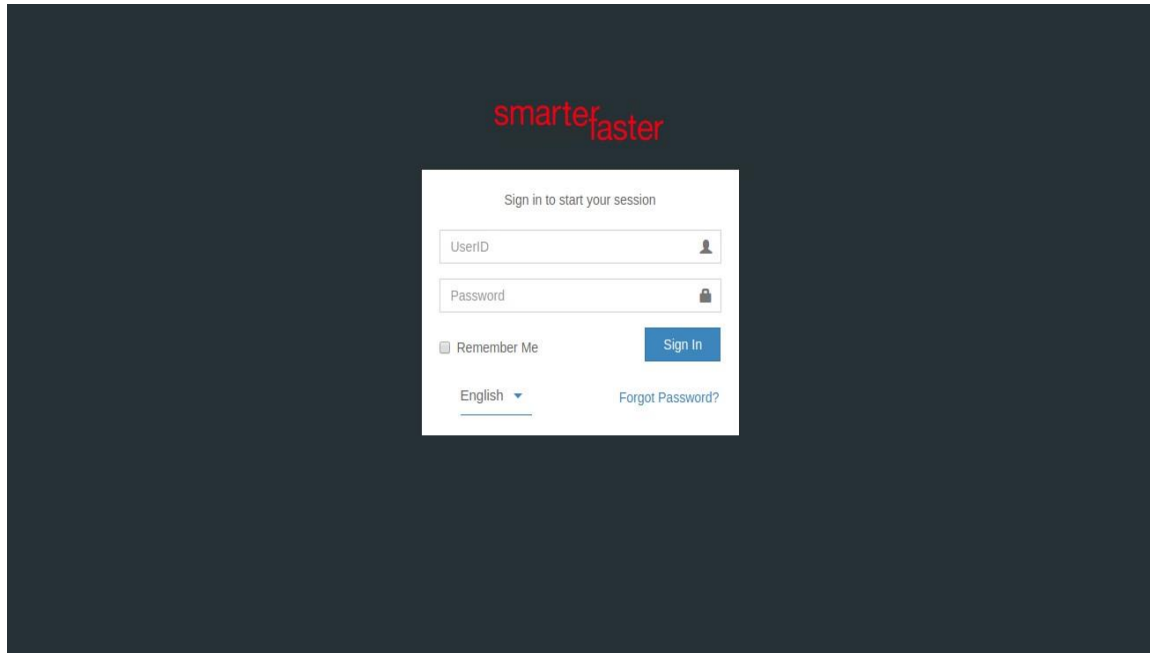 smarterfaster
Sign in to start your session
UserID
Password
Remember Me
Sign In
English
Forgot Password?